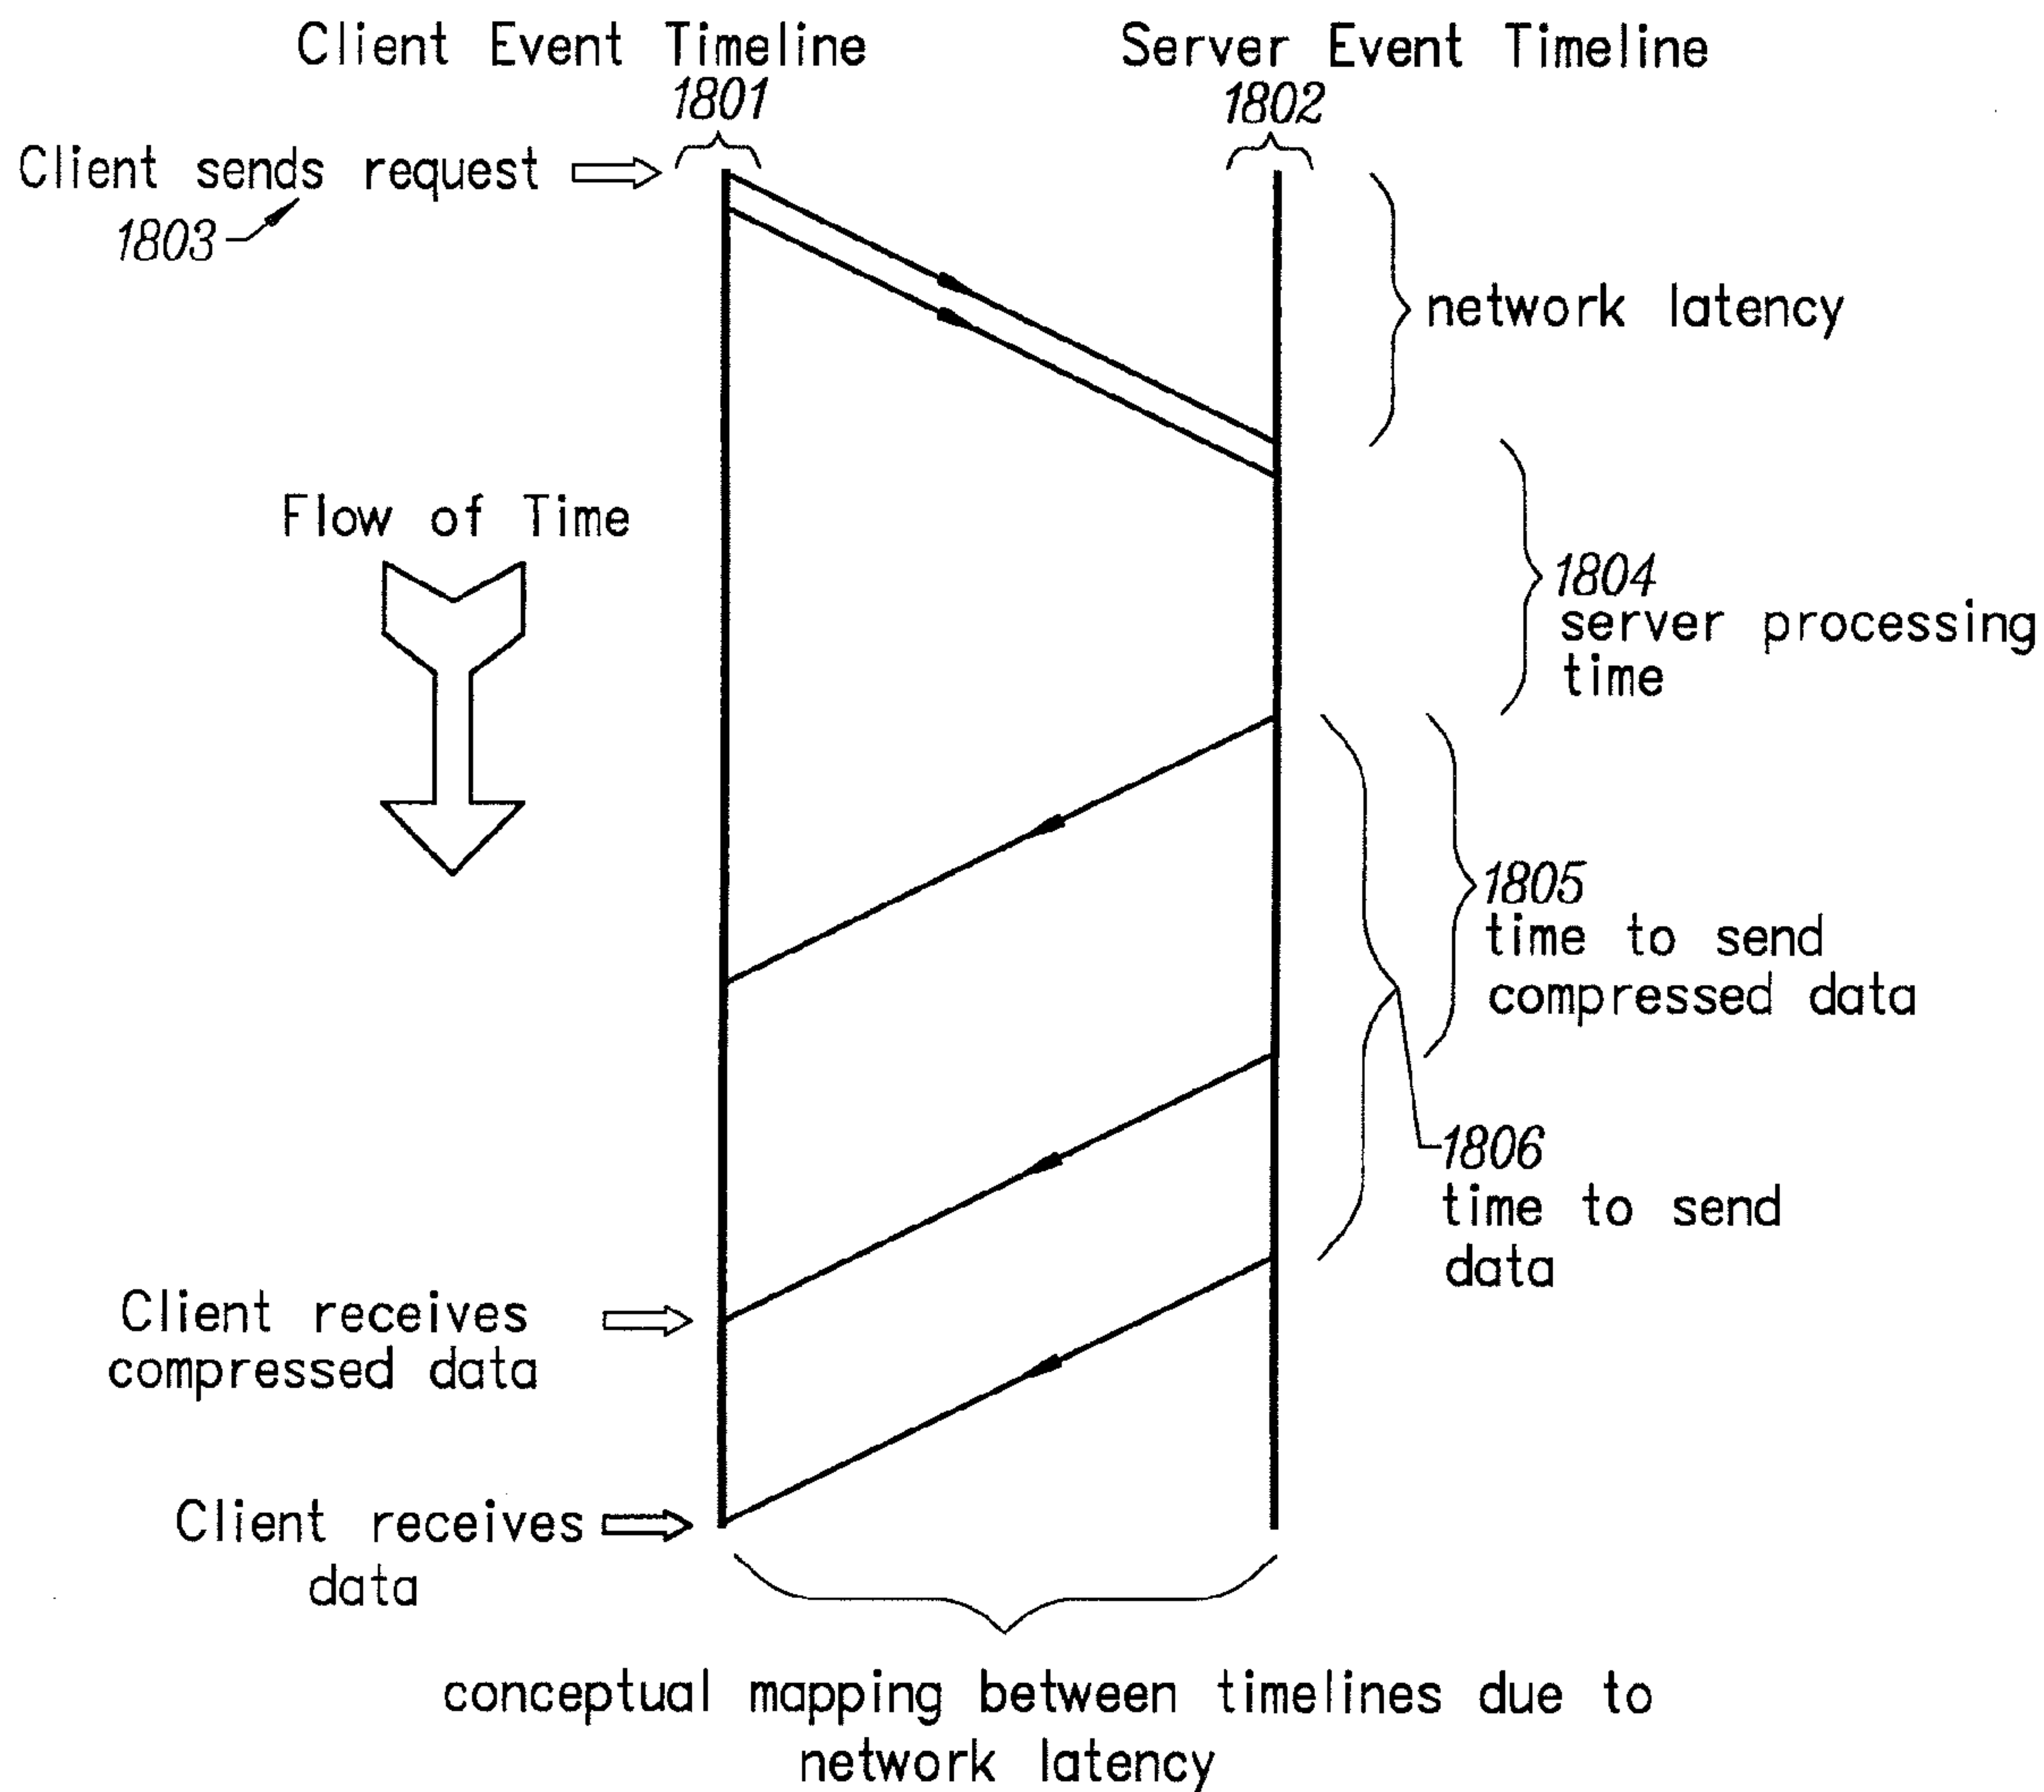 Client Event Timeline
1801
Server Event Timeline
1802
Client sends request
1803
network latency
Flow of Time
1804
server processing
time
1805
time to send
compressed data
1806
time to send
data
Client receives
compressed data
Client receives
data
conceptual mapping between timelines due to
network latency